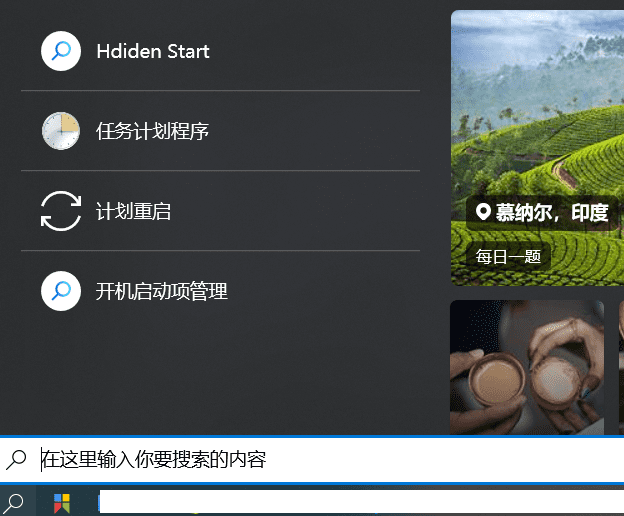 Hdiden Start
任务计划程序
计划重启
开机启动项管理
慕纳尔，印度
每日一题
在这里输入你要搜索的内容